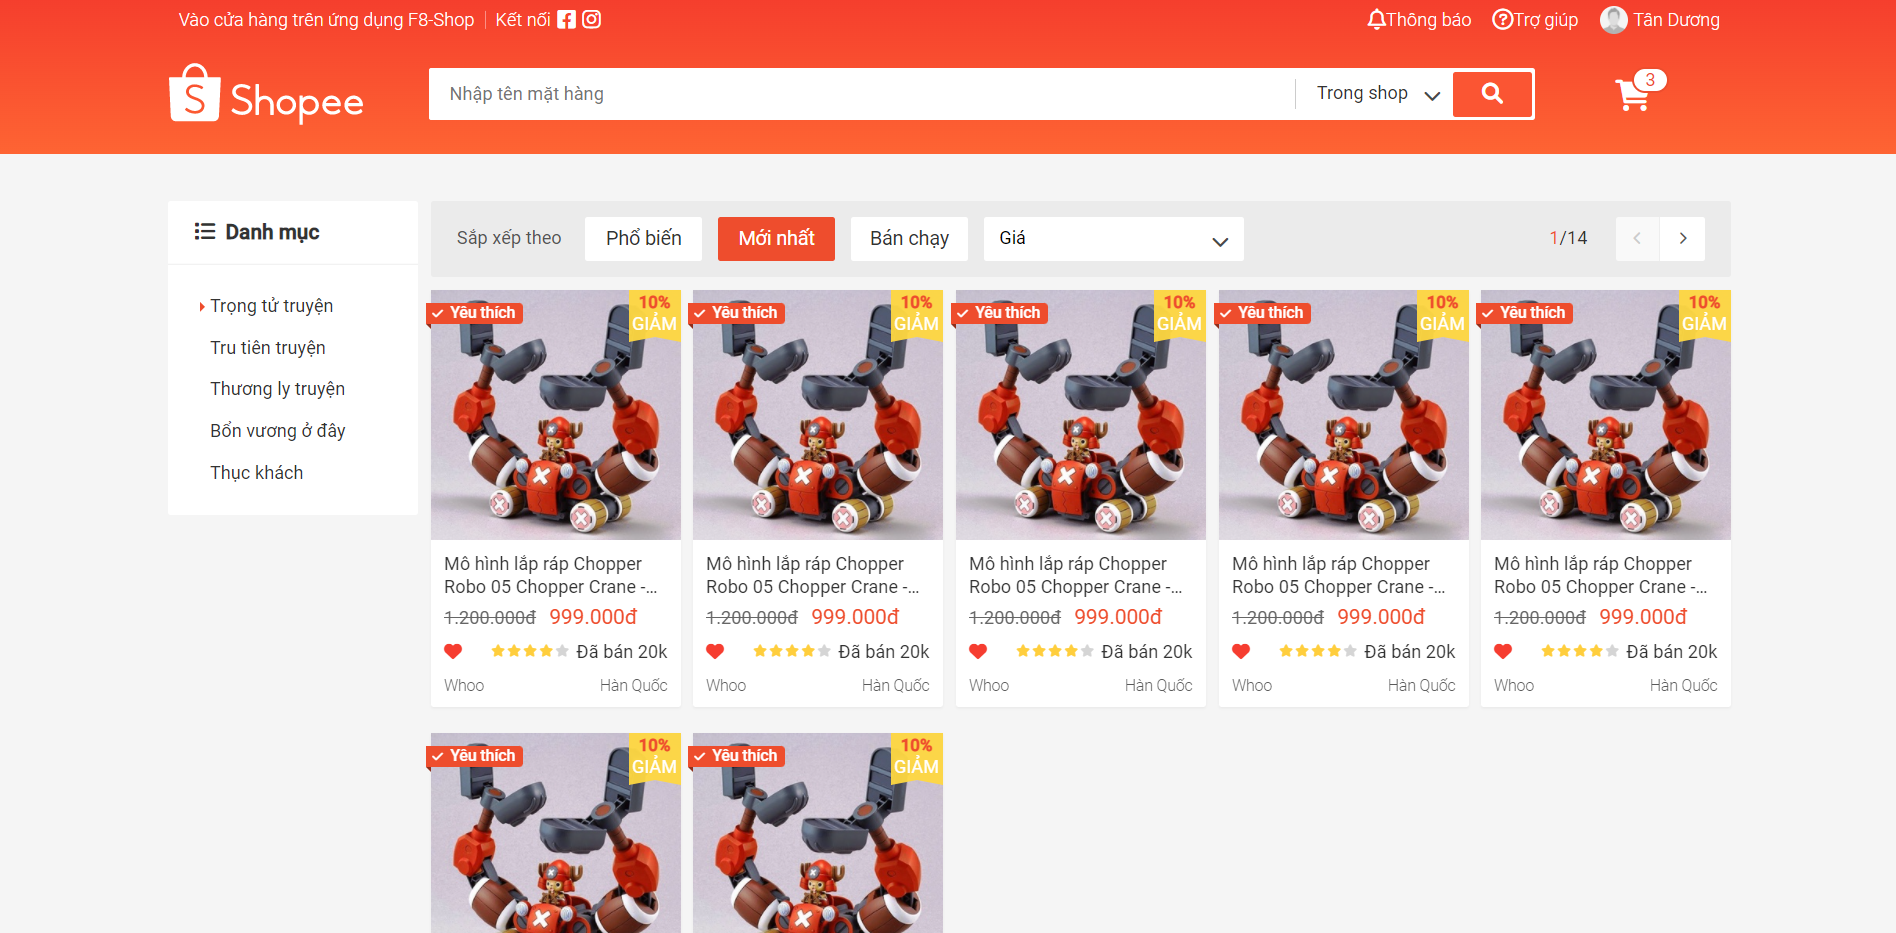 Vào cửa hàng trên ứng dụng F8-Shop Kết nối
Thông báo Trợ giúp Tân Dương
S Shopee
Nhập tên mặt hàng
Trong shop
3
Danh mục
Trọng tử truyện
Tru tiên truyện
Thương ly truyện
Bổn vương ở đây
Thục khách
Sắp xếp theo Phổ biến Mới nhất Bán chạy Giá 1/14
Yêu thích
10%
GIẢM
Mô hình lắp ráp Chopper
Robo 05 Chopper Crane -...
1.200.000đ 999.000đ
Đã bán 20k
Whoo Hàn Quốc
Yêu thích
10%
GIẢM
Mô hình lắp ráp Chopper
Robo 05 Chopper Crane -...
1.200.000đ 999.000đ
Đã bán 20k
Whoo Hàn Quốc
Yêu thích
10%
GIẢM
Mô hình lắp ráp Chopper
Robo 05 Chopper Crane -...
1.200.000đ 999.000đ
Đã bán 20k
Whoo Hàn Quốc
Yêu thích
10%
GIẢM
Mô hình lắp ráp Chopper
Robo 05 Chopper Crane -...
1.200.000đ 999.000đ
Đã bán 20k
Whoo Hàn Quốc
Yêu thích
10%
GIẢM
Mô hình lắp ráp Chopper
Robo 05 Chopper Crane -...
1.200.000đ 999.000đ
Đã bán 20k
Whoo Hàn Quốc
Yêu thích
10%
GIẢM
Yêu thích
10%
GIẢM